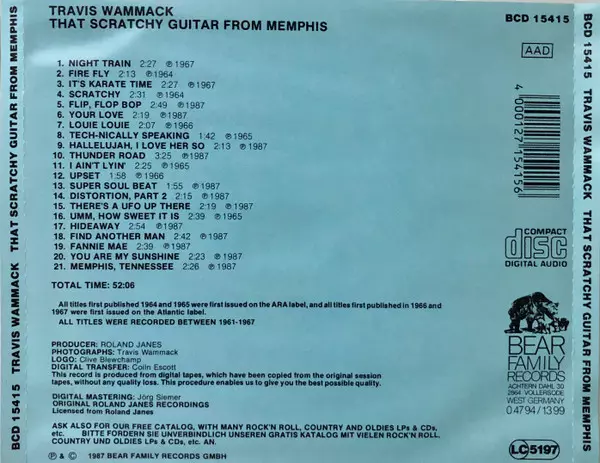 TRAVIS WAMMACK
THAT SCRATCHY GUITAR FROM MEMPHIS
BCD 15415
AAD
1. NIGHT TRAIN 2:27 ℗1967
2. FIRE FLY 2:13 ℗1964
3. IT'S KARATE TIME 2:27 ℗1967
4. SCRATCHY 2:31 ℗1964
5. FLIP, FLOP BOP 2:49 ℗1987
6. YOUR LOVE 2:19 ℗1987
7. LOUIE LOUIE 2:07 ℗1966
8. TECH-NICALLY SPEAKING 1:42 ℗1965
9. HALLELUJAH, I LOVE HER SO 2:13 ℗1987
10. THUNDER ROAD 3:25 ℗1987
11. I AIN'T LYIN' 2:25 ℗1965
12. UPSET 1:58 ℗1966
13. SUPER SOUL BEAT 1:55 ℗1987
14. DISTORTION, PART 2 2:15 ℗1987
15. THERE'S A UFO UP THERE 2:19 ℗1987
16. UMM, HOW SWEET IT IS 2:39 ℗1965
17. HIDEAWAY 2:54 ℗1987
18. FIND ANOTHER MAN 2:42 ℗1987
19. FANNIE MAE 2:39 ℗1987
20. YOU ARE MY SUNSHINE 2:23 ℗1987
21. MEMPHIS, TENNESSEE 2:26 ℗1987
TOTAL TIME: 52:06
All titles first published 1964 and 1965 were first issued on the ARA label, and all titles first published in 1966 and
1967 were first issued on the Atlantic label.
ALL TITLES WERE RECORDED BETWEEN 1961-1967
PRODUCER: ROLAND JANES
PHOTOGRAPHS: Travis Wammack
LOGO: Clive Blewchamp
DIGITAL TRANSFER: Colin Escott
This record is produced from digital tapes, which have been copied from the original session
tapes, without any quality loss. This procedure enables us to give you the best possible quality.
DIGITAL MASTERING: Jörg Siemer
ORIGINAL ROLAND JANES RECORDINGS
Licensed from Roland Janes
ASK ALSO FOR OUR FREE CATALOG, WITH MANY ROCK'N ROLL, COUNTRY AND OLDIES LPs & CDs,
etc. BITTE FORDERN SIE UNVERBINDLICH UNSEREN GRATIS KATALOG MIT VIELEN ROCK'N ROLL,
COUNTRY UND OLDIES LPs & CDs, etc. AN.
℗ & © 1987 BEAR FAMILY RECORDS GMBH
4 000127 154156
COMPACT
disc
DIGITAL AUDIO
BEAR
FAMILY
RECORDS
ACHTERN DAHL 30
2864 VOLLERSODE
WEST GERMANY
0 47 94 / 13 99
LC 5197
BCD 15415 TRAVIS WAMMACK THAT SCRATCHY GUITAR FROM MEMPHIS
BCD 15415 TRAVIS WAMMACK THAT SCRATCHY GUITAR FROM MEMPHIS